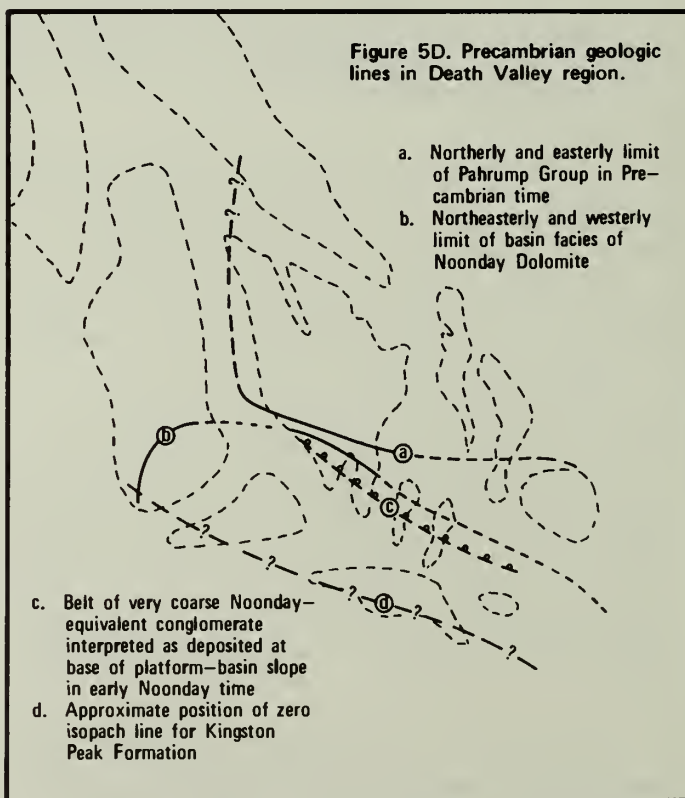 Figure 5D. Precambrian geologic
lines in Death Valley region.
a. Northerly and easterly limit
of Pahrump Group in Pre–
cambrian time
b. Northeasterly and westerly
limit of basin facies of
Noonday Dolomite
?
?
?
b
a
c
?
?
?
d
?
?
c. Belt of very coarse Noonday–
equivalent conglomerate
interpreted as deposited at
base of platform–basin slope
in early Noonday time
d. Approximate position of zero
isopach line for Kingston
Peak Formation